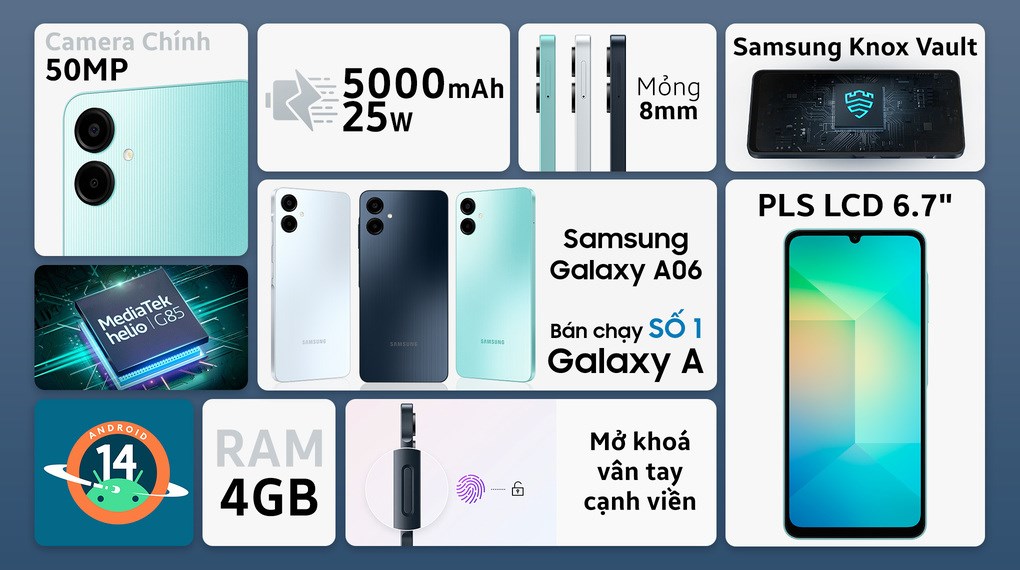 Camera Chính
50MP
5000mAh
25W
Mỏng
8mm
Samsung Knox Vault
MediaTek
helio | G85
SAMSUNG
SAMSUNG
SAMSUNG
Samsung
Galaxy A06
Bán chạy SỐ 1
Galaxy A
PLS LCD 6.7"
ANDROID
14
RAM
4GB
Mở khoá
vân tay
cạnh viền